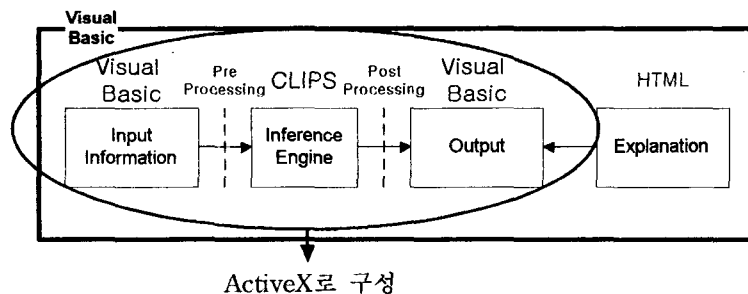 Visual
Basic
Visual
Basic
Pre
Processing
CLIPS
Post
Processing
Visual
Basic
HTML
Input
Information
Inference
Engine
Output
Explanation
ActiveX로 구성